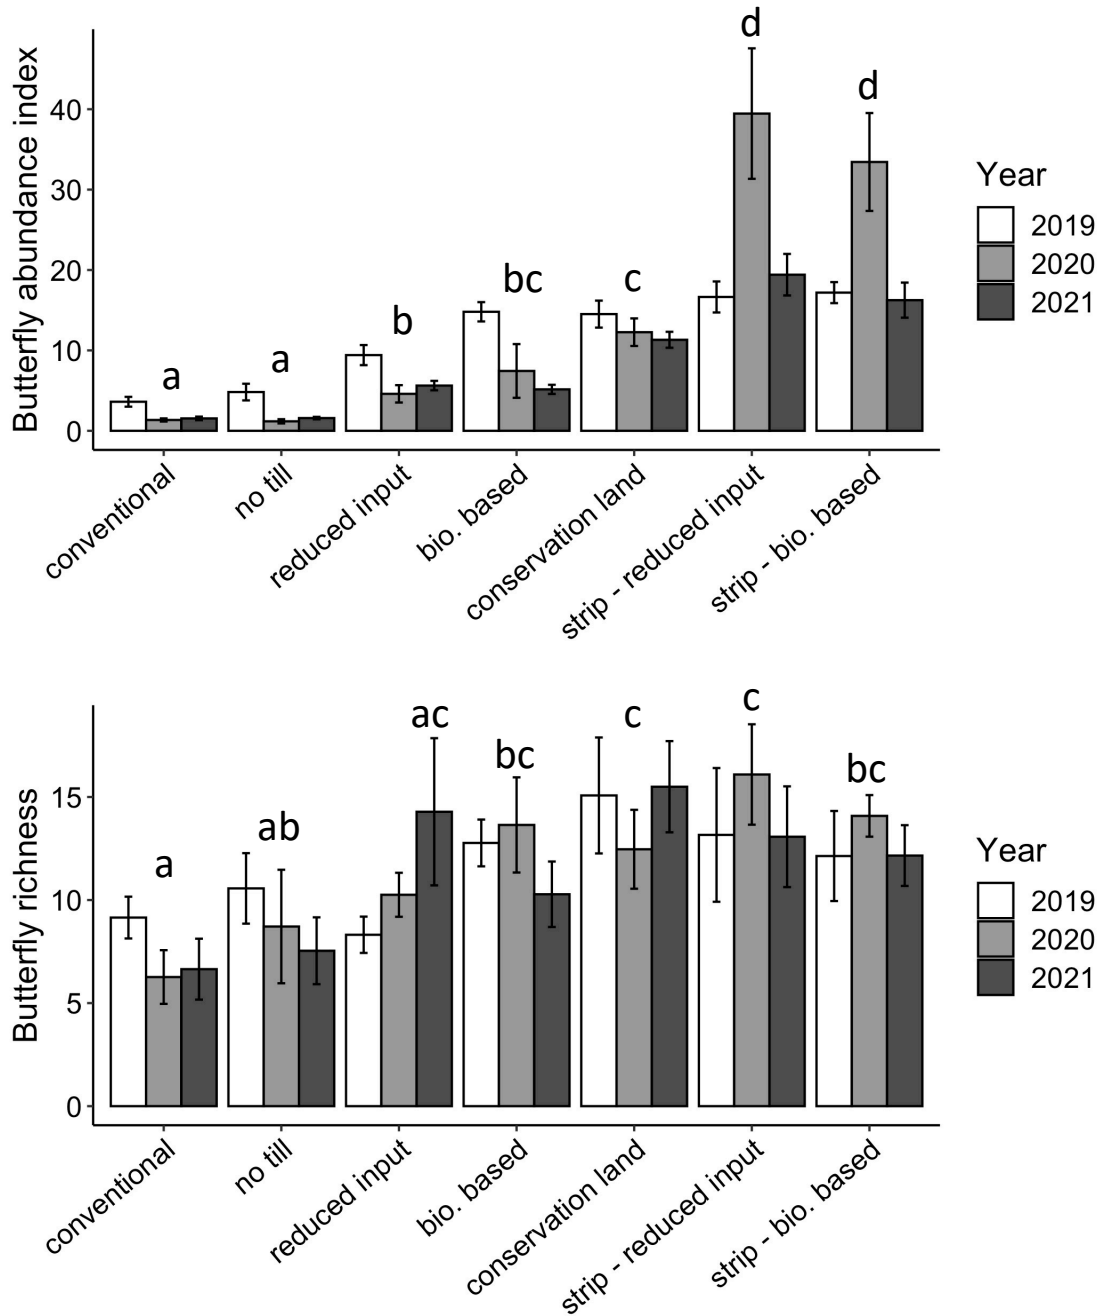 Butterfly abundance index
40
30
20
10
0
a
a
b
bc
c
d
d
conventional
no till
reduced input
bio. based
conservation land
strip - reduced input
strip - bio. based
Year
2019
2020
2021
Butterfly richness
15
10
5
0
a
ab
ac
bc
c
c
bc
conventional
no till
reduced input
bio. based
conservation land
strip - reduced input
strip - bio. based
Year
2019
2020
2021